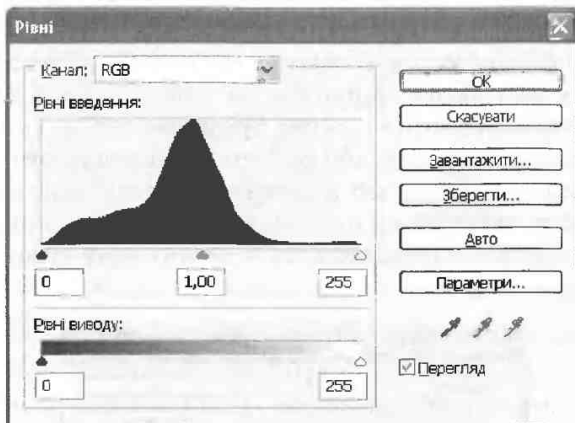 Рівні
Канал: RGB
Рівні введення:
0 1,00 255
Рівні виводу:
0 255
ОК
Скасувати
Завантажити...
Зберегти...
Авто
Параметри...
Перегляд